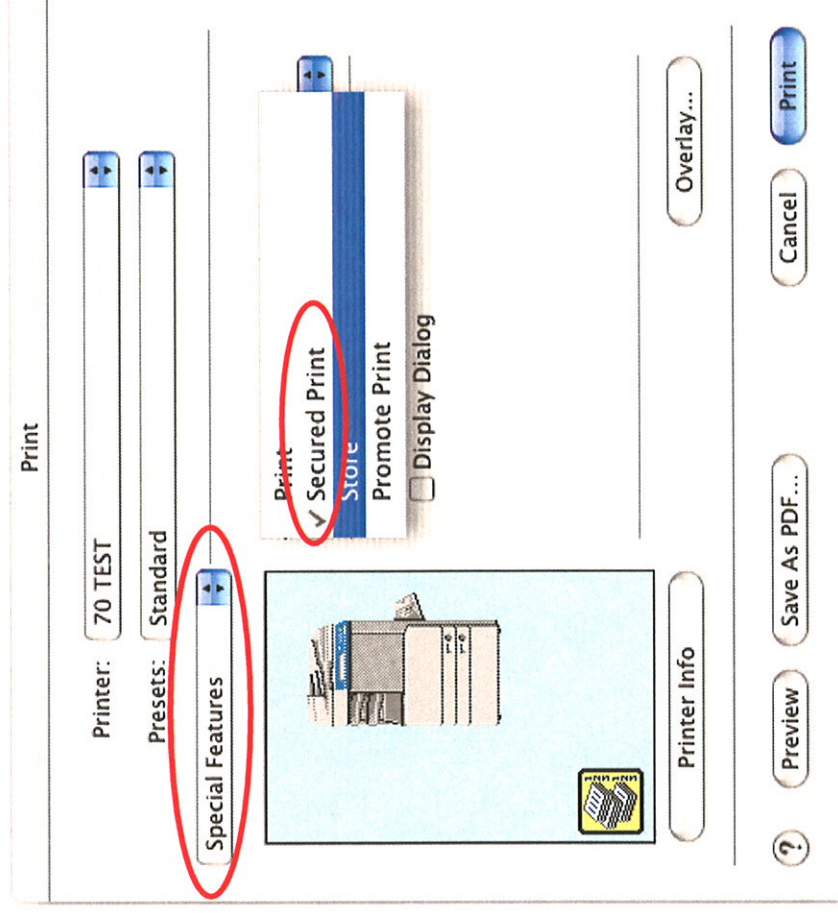 Print
Printer: 70 TEST
Presets: Standard
Special Features
Print
✓ Secured Print
Store
Promote Print
Display Dialog
Printer Info
Overlay...
? Preview Save As PDF... Cancel Print